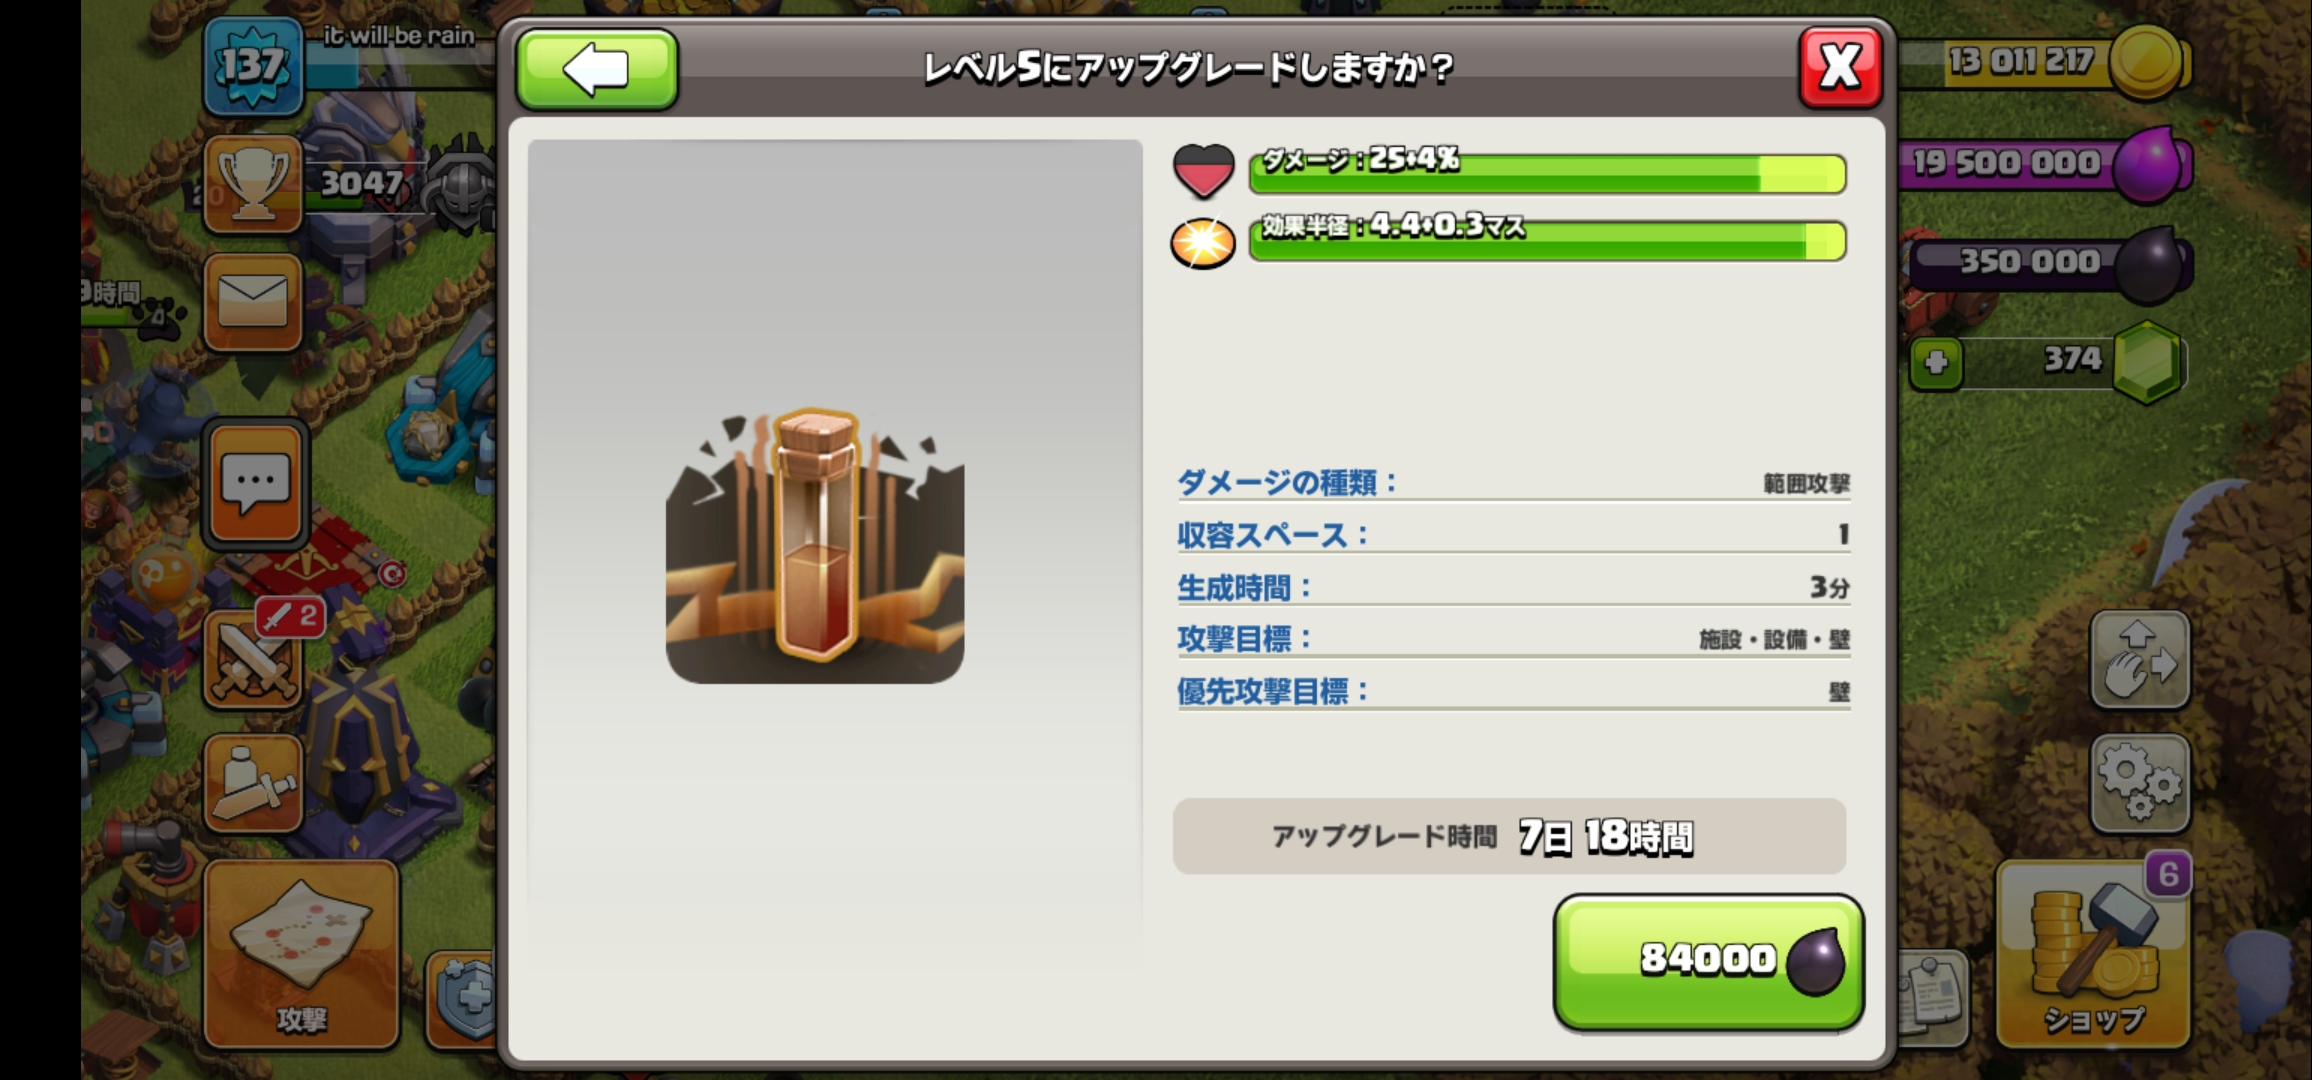 137
it will be rain
レベル5にアップグレードしますか？
13 011 217
3047
ダメージ：25+4%
19 500 000
効果半径：4.4+0.3マス
350 000
時間
4
374
ダメージの種類： 範囲攻撃
収容スペース： 1
生成時間： 3分
2
攻撃目標： 施設・設備・壁
優先攻撃目標： 壁
アップグレード時間 7日 18時間
6
84000
攻撃
ショップ